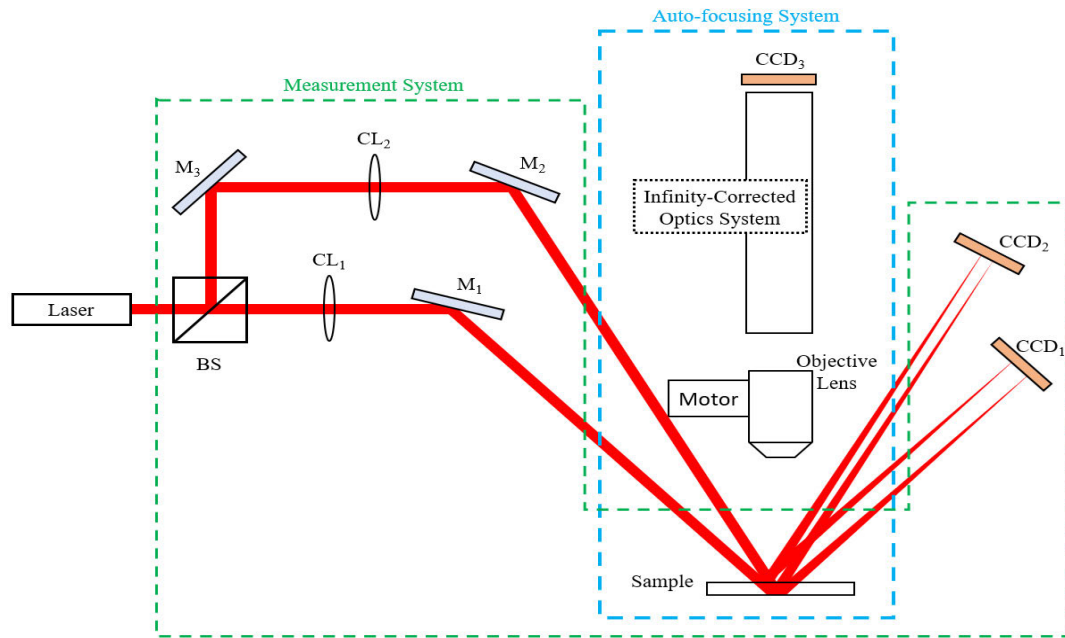 Auto-focusing System
CCD₃
Measurement System
CL₂
M₃
M₂
Infinity-Corrected
Optics System
CCD₂
CL₁
M₁
Laser
BS
CCD₁
Objective
Lens
Motor
Sample